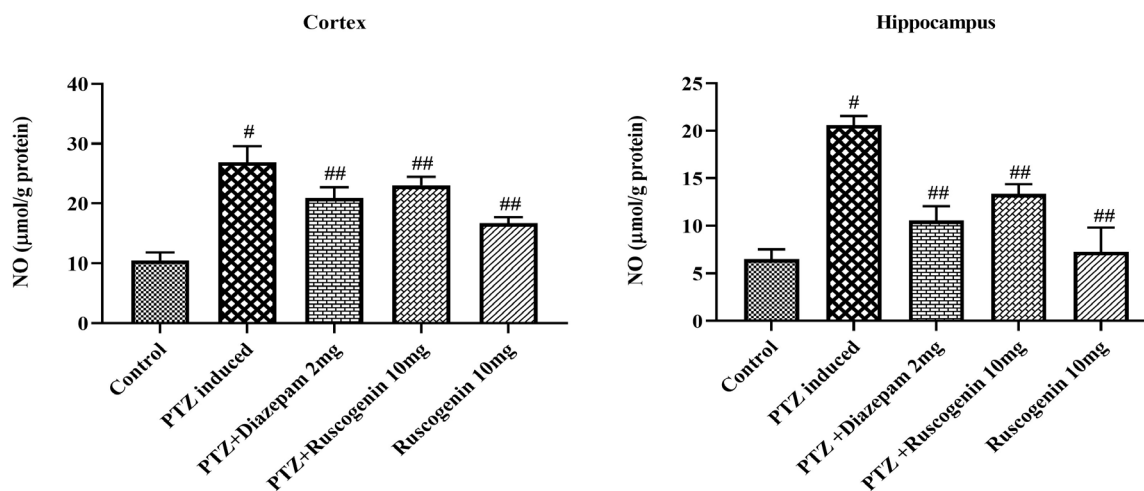 Cortex
NO (µmol/g protein)
40
30
20
10
0
#
##
##
##
Control
PTZ induced
PTZ+Diazepam 2mg
PTZ+Ruscogenin 10mg
Ruscogenin 10mg
Hippocampus
NO (µmol/g protein)
25
20
15
10
5
0
#
##
##
##
Control
PTZ induced
PTZ +Diazepam 2mg
PTZ +Ruscogenin 10mg
Ruscogenin 10mg